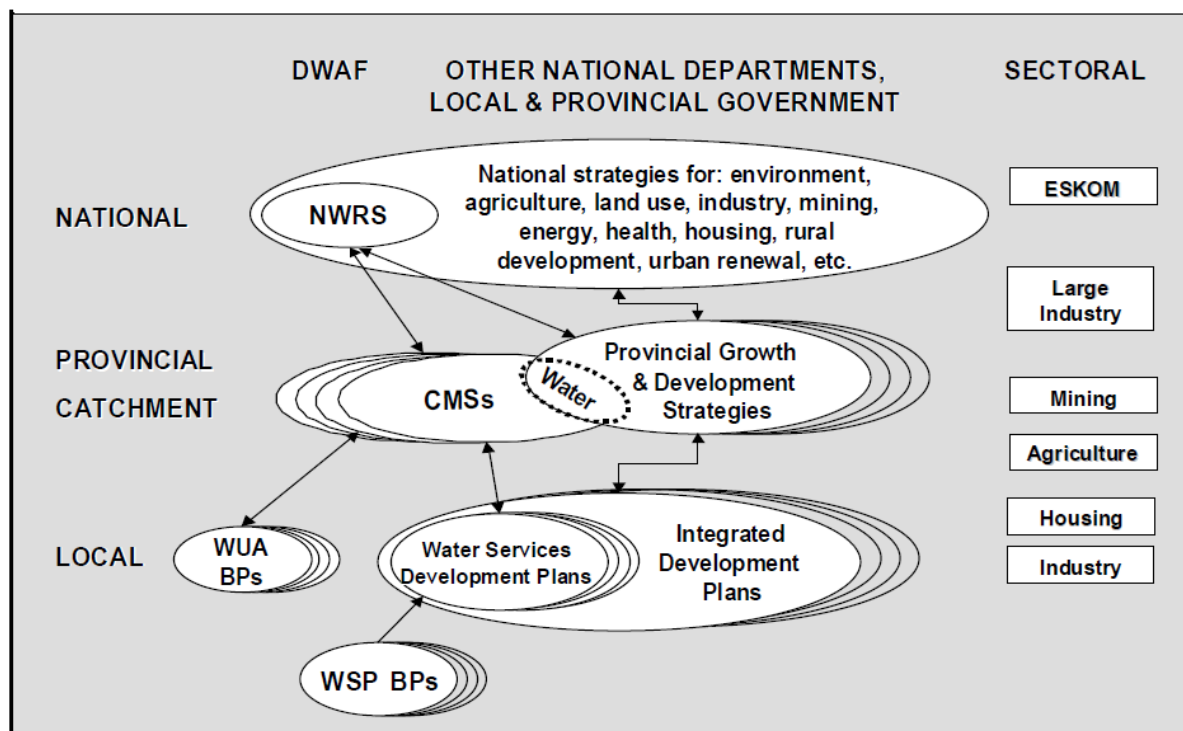 DWAF
OTHER NATIONAL DEPARTMENTS,
LOCAL & PROVINCIAL GOVERNMENT
SECTORAL
NATIONAL
NWRS
National strategies for: environment,
agriculture, land use, industry, mining,
energy, health, housing, rural
development, urban renewal, etc.
ESKOM
Large
Industry
PROVINCIAL
CATCHMENT
CMSs
Water
Provincial Growth
& Development
Strategies
Mining
Agriculture
LOCAL
WUA
BPs
Water Services
Development Plans
Integrated
Development
Plans
Housing
Industry
WSP BPs